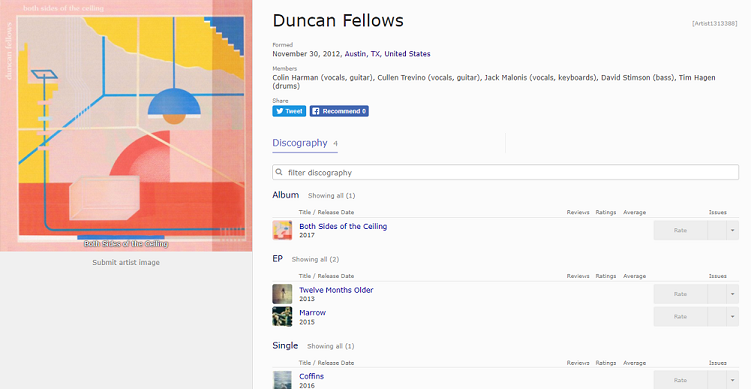 both sides of the ceiling
duncan fellows
Both Sides of the Ceiling
Submit artist image
Duncan Fellows
[Artist1313388]
Formed
November 30, 2012, Austin, TX, United States
Members
Colin Harman (vocals, guitar), Cullen Trevino (vocals, guitar), Jack Malonis (vocals, keyboards), David Stimson (bass), Tim Hagen
(drums)
Share
Tweet Recommend 0
Discography 4
filter discography
Album Showing all (1)
Title / Release Date Reviews Ratings Average Issues
Both Sides of the Ceiling Rate
2017
EP Showing all (2)
Title / Release Date Reviews Ratings Average Issues
Twelve Months Older Rate
2013
Marrow Rate
2015
Single Showing all (1)
Title / Release Date Reviews Ratings Average Issues
Coffins Rate
2016